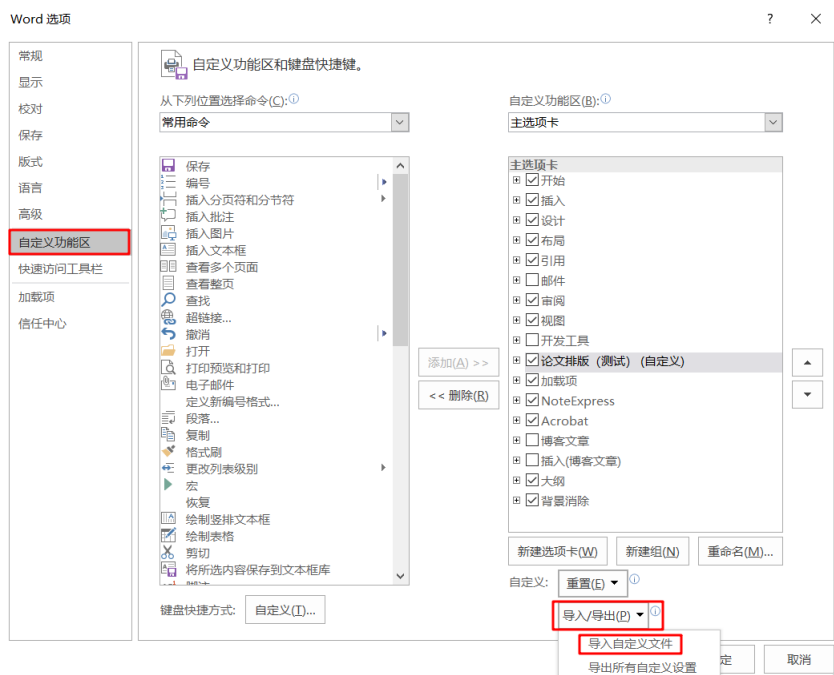 Word 选项
?
常规
显示
校对
保存
版式
语言
高级
自定义功能区
快速访问工具栏
加载项
信任中心
自定义功能区和键盘快捷键。
从下列位置选择命令(C):
常用命令
保存
编号
插入分页符和分节符
插入批注
插入图片
插入文本框
查看多个页面
查看整页
查找
超链接...
撤消
打开
打印预览和打印
电子邮件
定义新编号格式...
段落...
复制
格式刷
更改列表级别
宏
恢复
绘制竖排文本框
绘制表格
剪切
将所选内容保存到文本框库
键盘快捷方式:
自定义(T)...
添加(A) >>
<< 删除(R)
自定义功能区(B):
主选项卡
主选项卡
开始
插入
设计
布局
引用
邮件
审阅
视图
开发工具
论文排版（测试） (自定义)
加载项
NoteExpress
Acrobat
博客文章
插入(博客文章)
大纲
背景消除
新建选项卡(W)
新建组(N)
重命名(M)...
自定义:
重置(E)
导入/导出(P)
导入自定义文件
导出所有自定义设置
定
取消